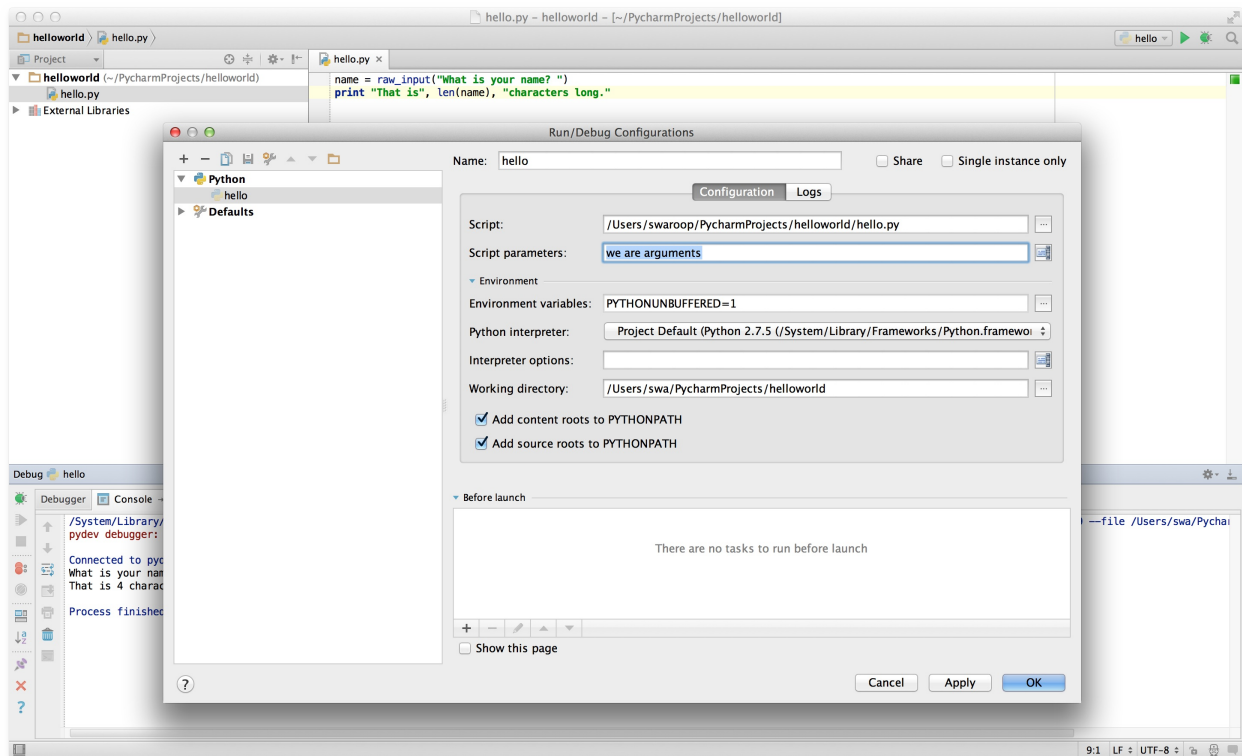 hello.py – helloworld – [~/PycharmProjects/helloworld]
helloworld hello.py hello
Project hello.py ×
helloworld (~/PycharmProjects/helloworld)
hello.py
External Libraries
name = raw_input("What is your name? ")
print "That is", len(name), "characters long."
Run/Debug Configurations
Python
hello
Defaults
Name: hello Share Single instance only
Configuration Logs
Script: /Users/swaroop/PycharmProjects/helloworld/hello.py ...
Script parameters: we are arguments
Environment
Environment variables: PYTHONUNBUFFERED=1 ...
Python interpreter: Project Default (Python 2.7.5 (/System/Library/Frameworks/Python.framewo
Interpreter options:
Working directory: /Users/swa/PycharmProjects/helloworld ...
Add content roots to PYTHONPATH
Add source roots to PYTHONPATH
Before launch
There are no tasks to run before launch
Show this page
? Cancel Apply OK
Debug hello
Debugger Console
/System/Library/ --file /Users/swa/Pycha
pydev debugger:
Connected to pyd
What is your nam
That is 4 charac
Process finished
9:1 LF UTF-8